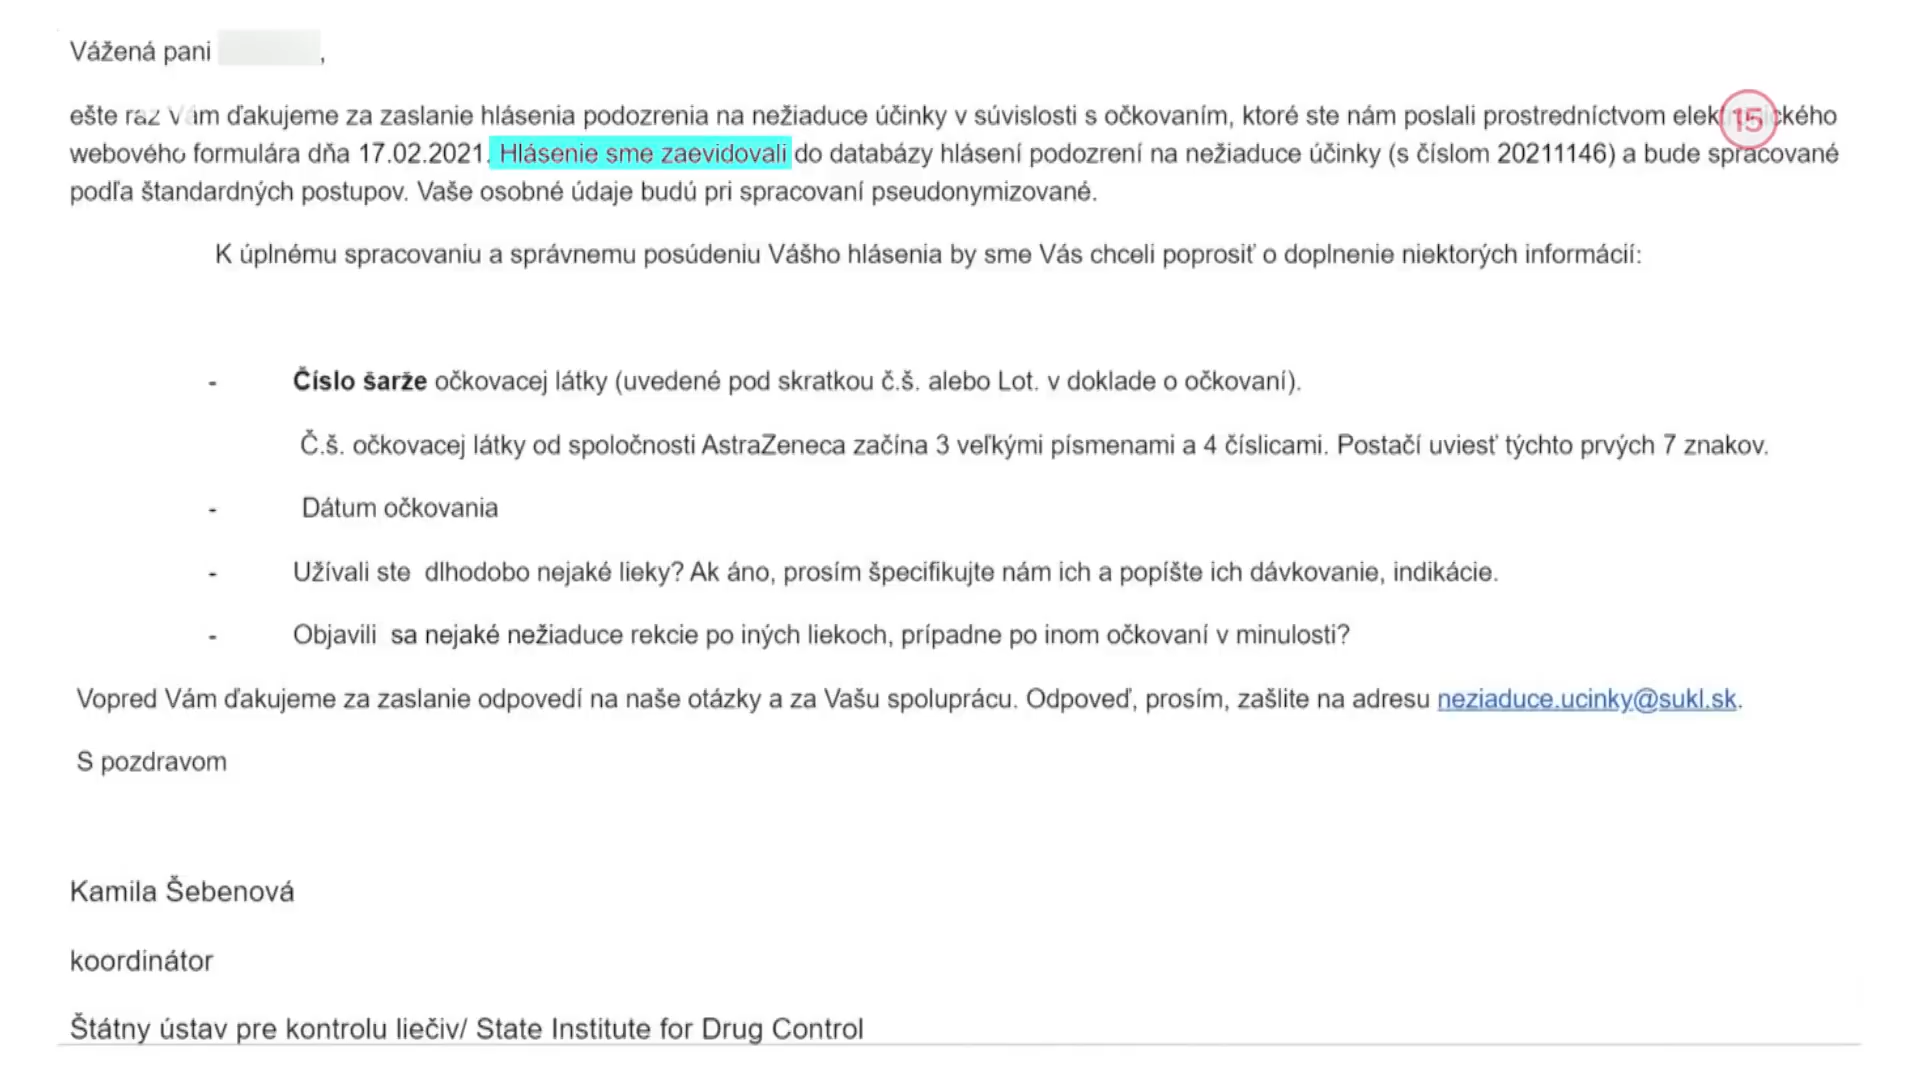 Vážená pani ,
ešte raz Vám ďakujeme za zaslanie hlásenia podozrenia na nežiaduce účinky v súvislosti s očkovaním, ktoré ste nám poslali prostredníctvom elektronického
15
webového formulára dňa 17.02.2021. Hlásenie sme zaevidovali do databázy hlásení podozrení na nežiaduce účinky (s číslom 20211146) a bude spracované
podľa štandardných postupov. Vaše osobné údaje budú pri spracovaní pseudonymizované.
K úplnému spracovaniu a správnemu posúdeniu Vášho hlásenia by sme Vás chceli poprosiť o doplnenie niektorých informácií:
- Číslo šarže očkovacej látky (uvedené pod skratkou č.š. alebo Lot. v doklade o očkovaní).
Č.š. očkovacej látky od spoločnosti AstraZeneca začína 3 veľkými písmenami a 4 číslicami. Postačí uviesť týchto prvých 7 znakov.
- Dátum očkovania
- Užívali ste dlhodobo nejaké lieky? Ak áno, prosím špecifikujte nám ich a popíšte ich dávkovanie, indikácie.
- Objavili sa nejaké nežiaduce rekcie po iných liekoch, prípadne po inom očkovaní v minulosti?
Vopred Vám ďakujeme za zaslanie odpovedí na naše otázky a za Vašu spoluprácu. Odpoveď, prosím, zašlite na adresu neziaduce.ucinky@sukl.sk.
S pozdravom
Kamila Šebenová
koordinátor
Štátny ústav pre kontrolu liečiv/ State Institute for Drug Control